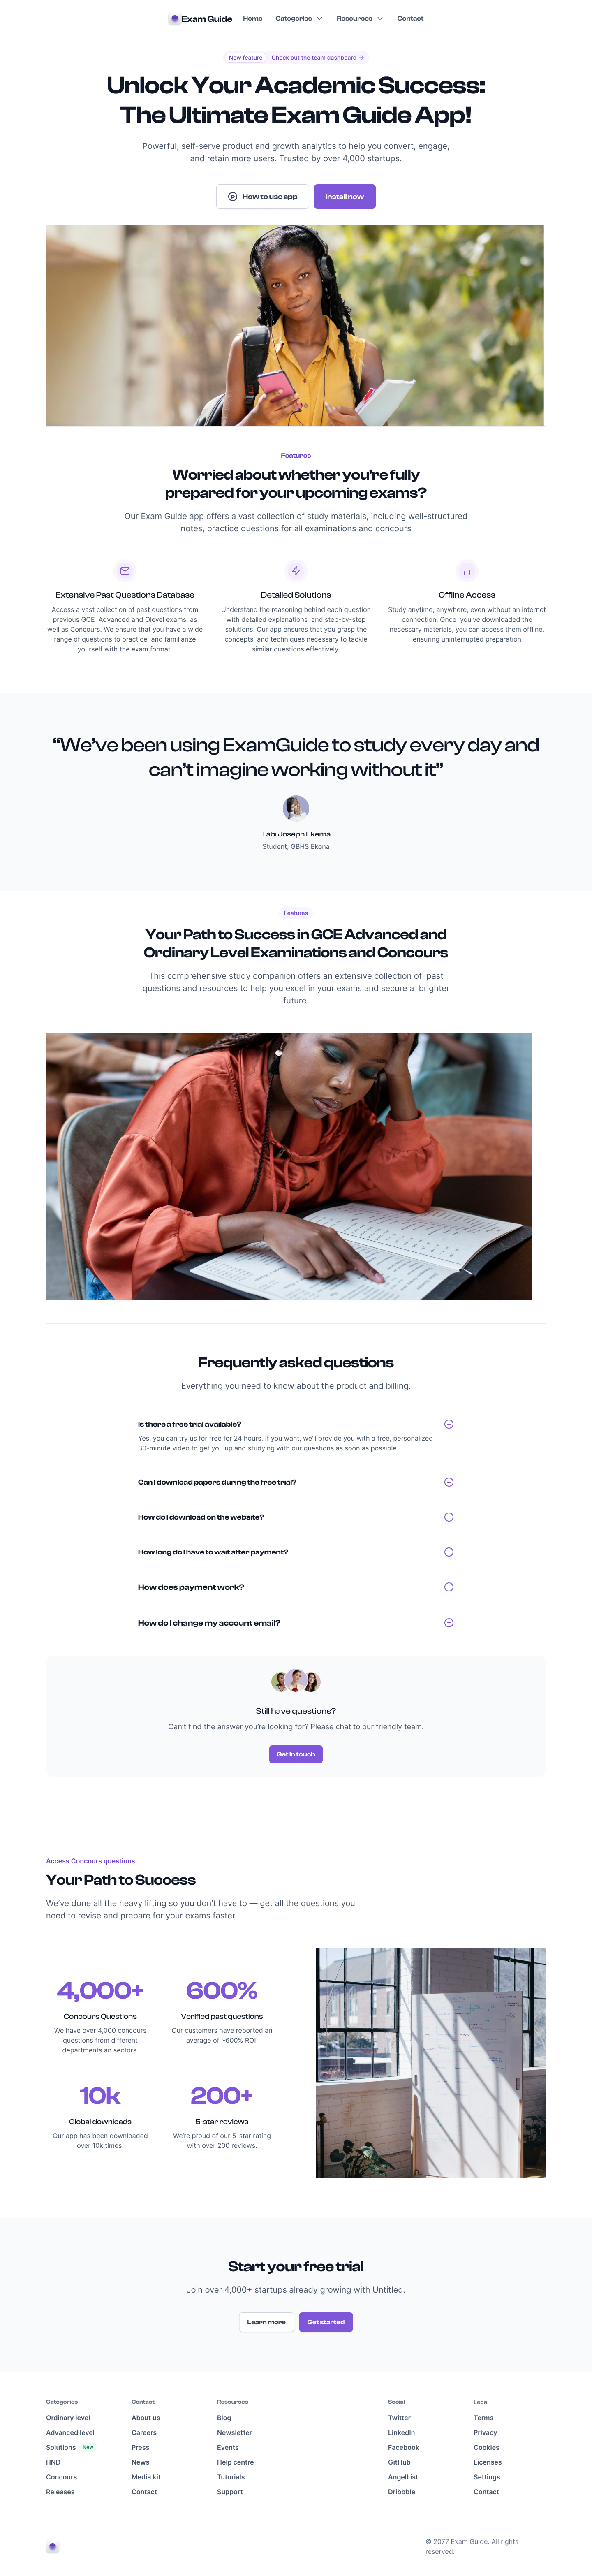 Exam Guide
Home
Categories
Resources
Contact
New feature
Check out the team dashboard
Unlock Your Academic Success:
The Ultimate Exam Guide App!
Powerful, self-serve product and growth analytics to help you convert, engage,
and retain more users. Trusted by over 4,000 startups.
How to use app
Install now
Features
Worried about whether you're fully
prepared for your upcoming exams?
Our Exam Guide app offers a vast collection of study materials, including well-structured
notes, practice questions for all examinations and concours
Extensive Past Questions Database
Access a vast collection of past questions from
previous GCE Advanced and Olevel exams, as
well as Concours. We ensure that you have a wide
range of questions to practice and familiarize
yourself with the exam format.
Detailed Solutions
Understand the reasoning behind each question
with detailed explanations and step-by-step
solutions. Our app ensures that you grasp the
concepts and techniques necessary to tackle
similar questions effectively.
Offline Access
Study anytime, anywhere, even without an internet
connection. Once you've downloaded the
necessary materials, you can access them offline,
ensuring uninterrupted preparation
“We’ve been using ExamGuide to study every day and
can’t imagine working without it”
Tabi Joseph Ekema
Student, GBHS Ekona
Features
Your Path to Success in GCE Advanced and
Ordinary Level Examinations and Concours
This comprehensive study companion offers an extensive collection of past
questions and resources to help you excel in your exams and secure a brighter
future.
Frequently asked questions
Everything you need to know about the product and billing.
Is there a free trial available?
Yes, you can try us for free for 24 hours. If you want, we’ll provide you with a free, personalized
30-minute video to get you up and studying with our questions as soon as possible.
Can I download papers during the free trial?
How do I download on the website?
How long do I have to wait after payment?
How does payment work?
How do I change my account email?
Still have questions?
Can’t find the answer you’re looking for? Please chat to our friendly team.
Get in touch
Access Concours questions
Your Path to Success
We’ve done all the heavy lifting so you don’t have to — get all the questions you
need to revise and prepare for your exams faster.
4,000+
Concours Questions
We have over 4,000 concours
questions from different
departments an sectors.
600%
Verified past questions
Our customers have reported an
average of ~600% ROI.
10k
Global downloads
Our app has been downloaded
over 10k times.
200+
5-star reviews
We’re proud of our 5-star rating
with over 200 reviews.
Start your free trial
Join over 4,000+ startups already growing with Untitled.
Learn more
Get started
Categories
Ordinary level
Advanced level
Solutions New
HND
Concours
Releases
Contact
About us
Careers
Press
News
Media kit
Contact
Resources
Blog
Newsletter
Events
Help centre
Tutorials
Support
Social
Twitter
LinkedIn
Facebook
GitHub
AngelList
Dribbble
Legal
Terms
Privacy
Cookies
Licenses
Settings
Contact
© 2077 Exam Guide. All rights
reserved.